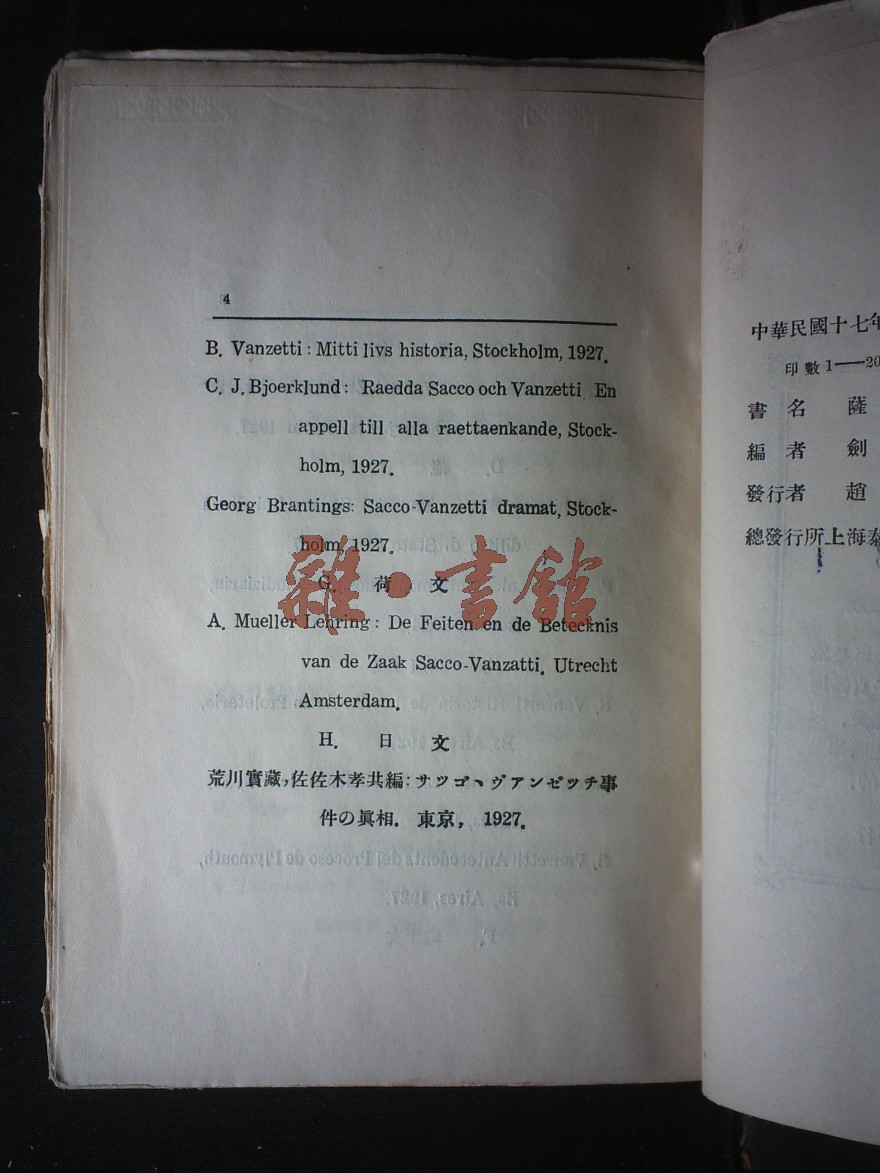 4
B. Vanzetti: Mitti livs historia, Stockholm, 1927.
C. J. Bjoerklund: Raedda Sacco och Vanzetti. En
appell till alla raettaenkande, Stock-
holm, 1927.
Georg Brantings: Sacco-Vanzetti dramat, Stock-
holm, 1927.
G. 荷文
A. Mueller Lehring: De Feiten en de Betecknis
van de Zaak Sacco-Vanzatti. Utrecht
Amsterdam.
H. 日文
荒川實藏,佐佐木孝共編:サツゴヽヴアンゼツチ事
件の眞相. 東京, 1927.
雜·書館
中華民國十七年
印數1——20
書名 薩
編者 劍
發行者 趙
總發行所上海泰